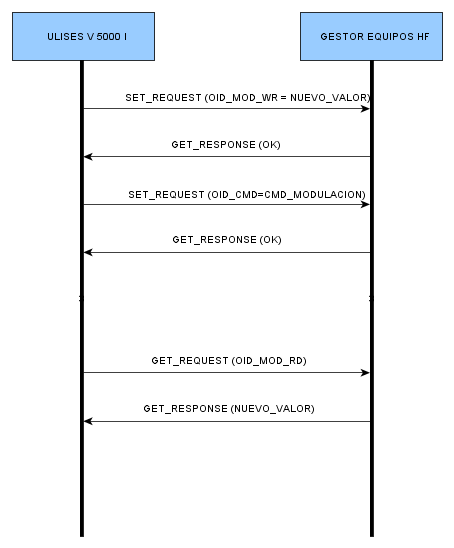 ULISES V 5000 I
GESTOR EQUIPOS HF
SET_REQUEST (OID_MOD_WR = NUEVO_VALOR)
GET_RESPONSE (OK)
SET_REQUEST (OID_CMD=CMD_MODULACION)
GET_RESPONSE (OK)
GET_REQUEST (OID_MOD_RD)
GET_RESPONSE (NUEVO_VALOR)